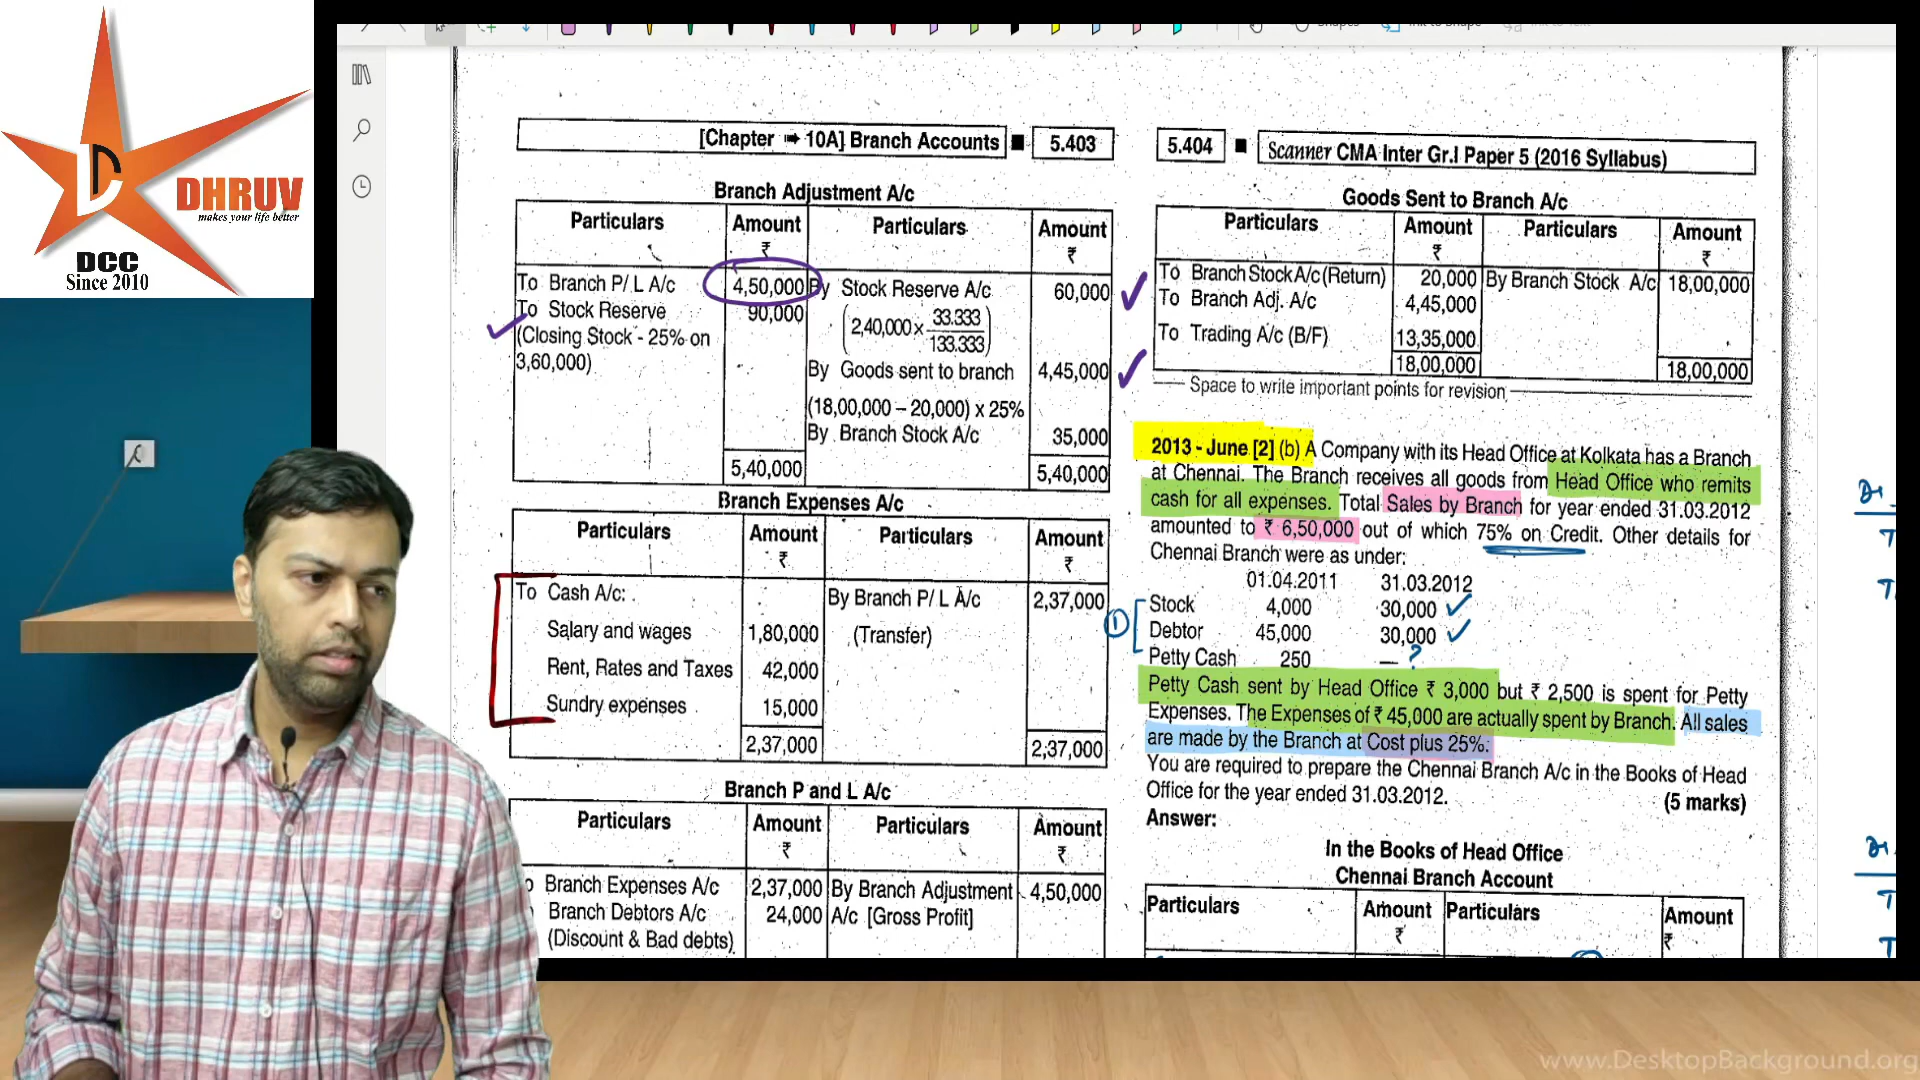 DHRUV
makes your life better
DCC
Since 2010
[Chapter ➠ 10A] Branch Accounts ■ 5.403
Branch Adjustment A/c
Particulars Amount ₹ Particulars Amount ₹
To Branch P/ L A/c 4,50,000 By Stock Reserve A/c 60,000
To Stock Reserve 90,000 (2,40,000 × 33.333/133.333)
(Closing Stock - 25% on
3,60,000)
By Goods sent to branch 4,45,000
(18,00,000 – 20,000) x 25%
By Branch Stock A/c 35,000
5,40,000 5,40,000
Branch Expenses A/c
Particulars Amount ₹ Particulars Amount ₹
To Cash A/c: By Branch P/ L A/c 2,37,000
Salary and wages 1,80,000 (Transfer)
Rent, Rates and Taxes 42,000
Sundry expenses 15,000
2,37,000 2,37,000
Branch P and L A/c
Particulars Amount ₹ Particulars Amount ₹
Branch Expenses A/c 2,37,000 By Branch Adjustment 4,50,000
Branch Debtors A/c 24,000 A/c [Gross Profit]
(Discount & Bad debts)
5.404 ■ Scanner CMA Inter Gr.I Paper 5 (2016 Syllabus)
Goods Sent to Branch A/c
Particulars Amount ₹ Particulars Amount ₹
To Branch Stock A/c (Return) 20,000 By Branch Stock A/c 18,00,000
To Branch Adj. A/c 4,45,000
To Trading A/c (B/F) 13,35,000
18,00,000 18,00,000
Space to write important points for revision
2013 - June [2] (b) A Company with its Head Office at Kolkata has a Branch
at Chennai. The Branch receives all goods from Head Office who remits
cash for all expenses. Total Sales by Branch for year ended 31.03.2012
amounted to ₹ 6,50,000 out of which 75% on Credit. Other details for
Chennai Branch were as under:
01.04.2011 31.03.2012
Stock 4,000 30,000
① Debtor 45,000 30,000
Petty Cash 250 — ?
Petty Cash sent by Head Office ₹ 3,000 but ₹ 2,500 is spent for Petty
Expenses. The Expenses of ₹ 45,000 are actually spent by Branch. All sales
are made by the Branch at Cost plus 25%.
You are required to prepare the Chennai Branch A/c in the Books of Head
Office for the year ended 31.03.2012. (5 marks)
Answer:
In the Books of Head Office
Chennai Branch Account
Particulars Amount ₹ Particulars Amount ₹
www.DesktopBackground.org